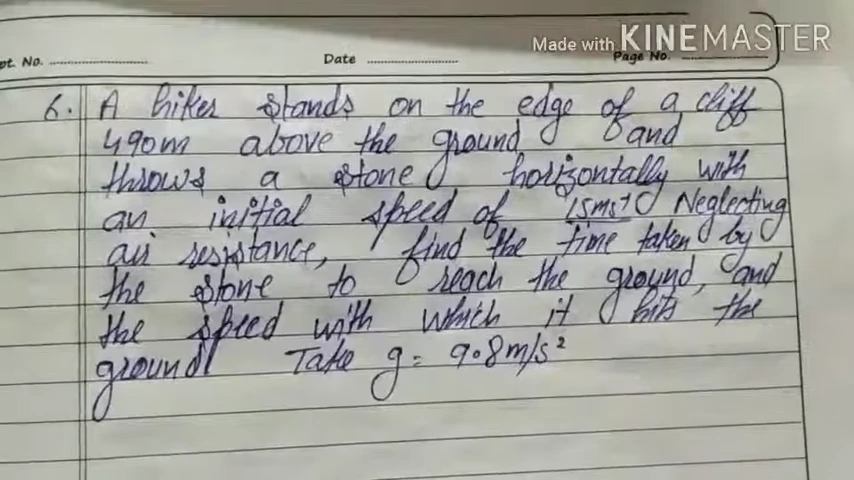 Made with KINEMASTER
pt. No. ........................ Date ........................ Page No.
6. A hiker stands on the edge of a cliff
490m above the ground and
throws a stone horizontally with
an initial speed of 15ms⁻¹ Neglecting
air resistance, find the time taken by
the stone to reach the ground, and
the speed with which it hits the
ground Take g = 9.8m/s²